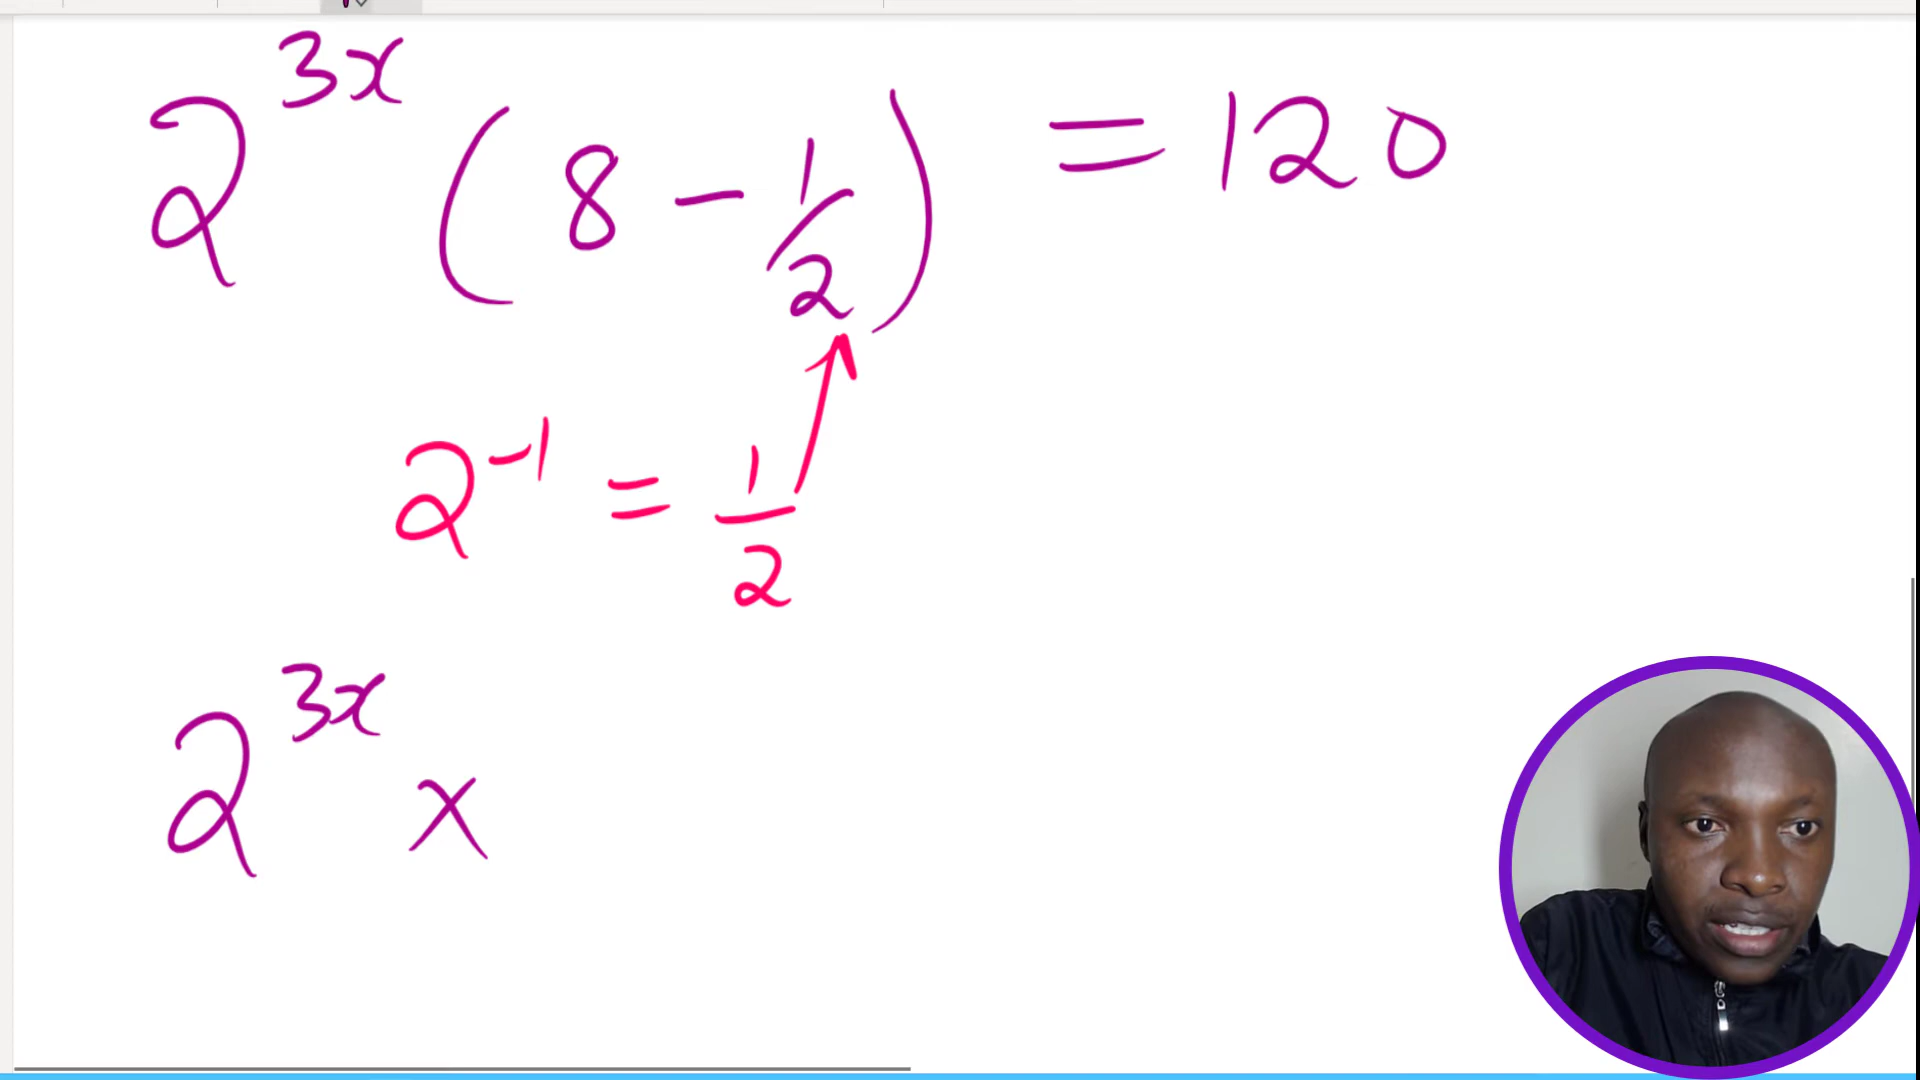 2^{3x} ( 8 - 1/2 ) = 120
2^{-1} = 1/2
2^{3x} ×